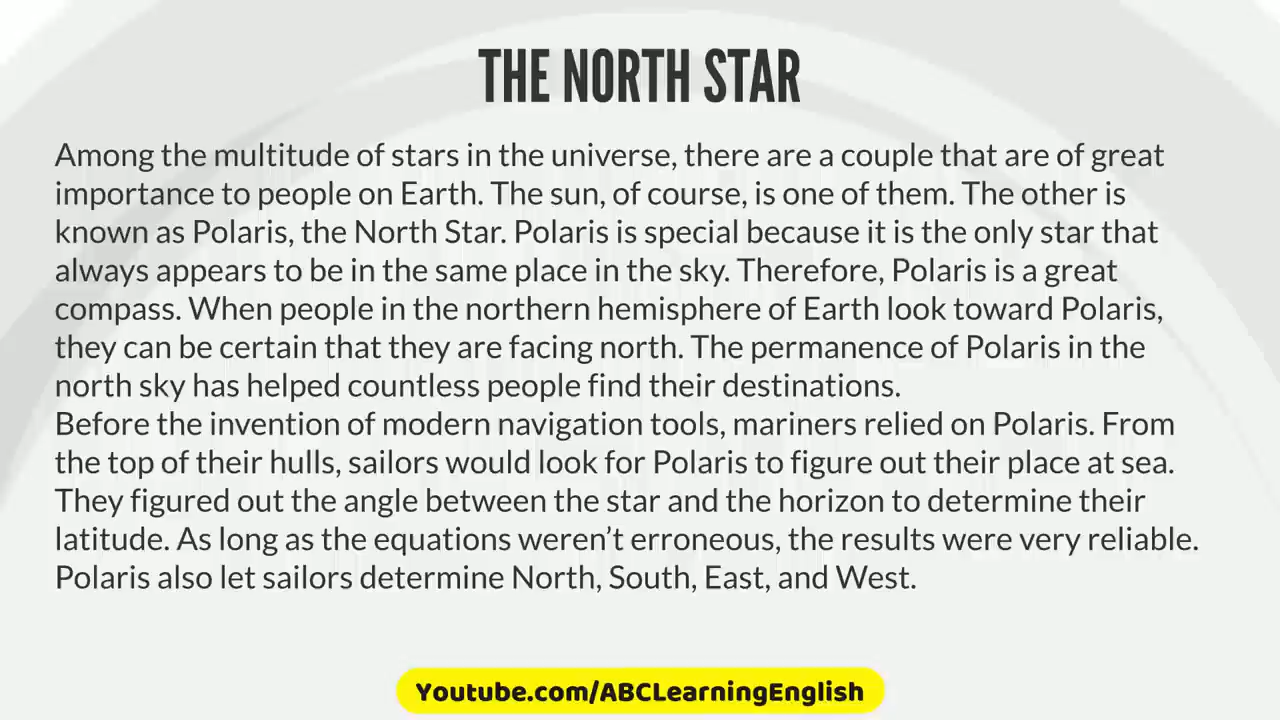 THE NORTH STAR
Among the multitude of stars in the universe, there are a couple that are of great
importance to people on Earth. The sun, of course, is one of them. The other is
known as Polaris, the North Star. Polaris is special because it is the only star that
always appears to be in the same place in the sky. Therefore, Polaris is a great
compass. When people in the northern hemisphere of Earth look toward Polaris,
they can be certain that they are facing north. The permanence of Polaris in the
north sky has helped countless people find their destinations.
Before the invention of modern navigation tools, mariners relied on Polaris. From
the top of their hulls, sailors would look for Polaris to figure out their place at sea.
They figured out the angle between the star and the horizon to determine their
latitude. As long as the equations weren’t erroneous, the results were very reliable.
Polaris also let sailors determine North, South, East, and West.
Youtube.com/ABCLearningEnglish